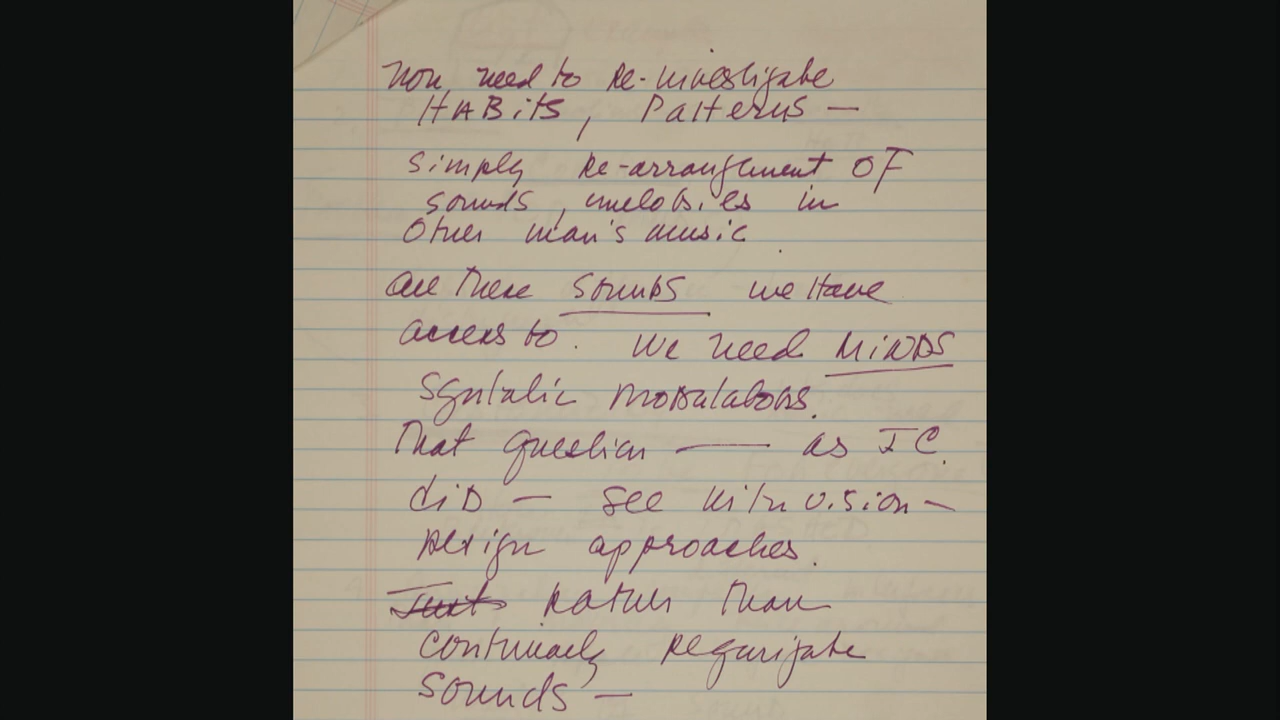 You need to Re-investigate
HABits, Patterns —
simply Re-arrangement OF
sounds, melodies in
Other man's music
all these sounds we Have
access to. We need MiNDS
that question — as J C.
diD — see with vision —
design approaches.
Just Rather than
continually Regurgitate
sounds —